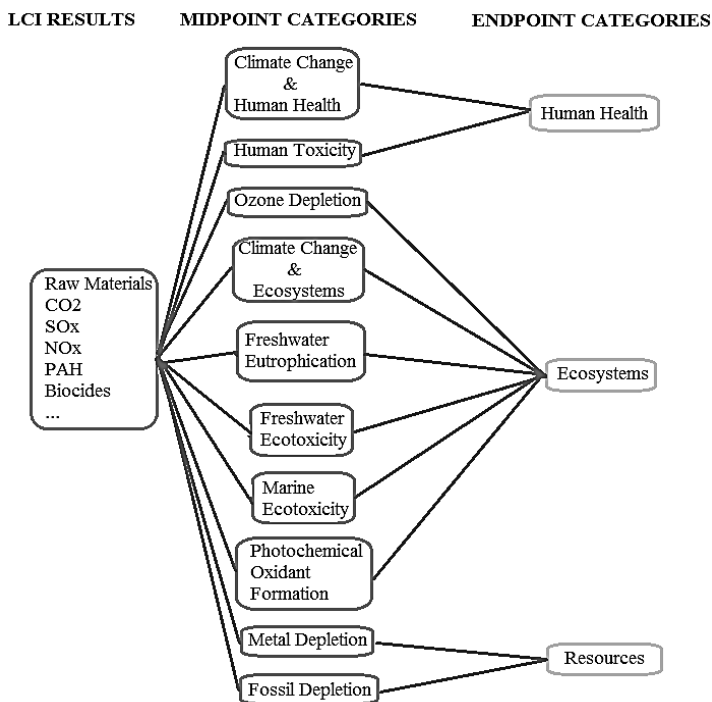 LCI RESULTS
MIDPOINT CATEGORIES
ENDPOINT CATEGORIES
Raw Materials
CO2
SOx
NOx
PAH
Biocides
...
Climate Change
&
Human Health
Human Toxicity
Ozone Depletion
Climate Change
&
Ecosystems
Freshwater
Eutrophication
Freshwater
Ecotoxicity
Marine
Ecotoxicity
Photochemical
Oxidant
Formation
Metal Depletion
Fossil Depletion
Human Health
Ecosystems
Resources